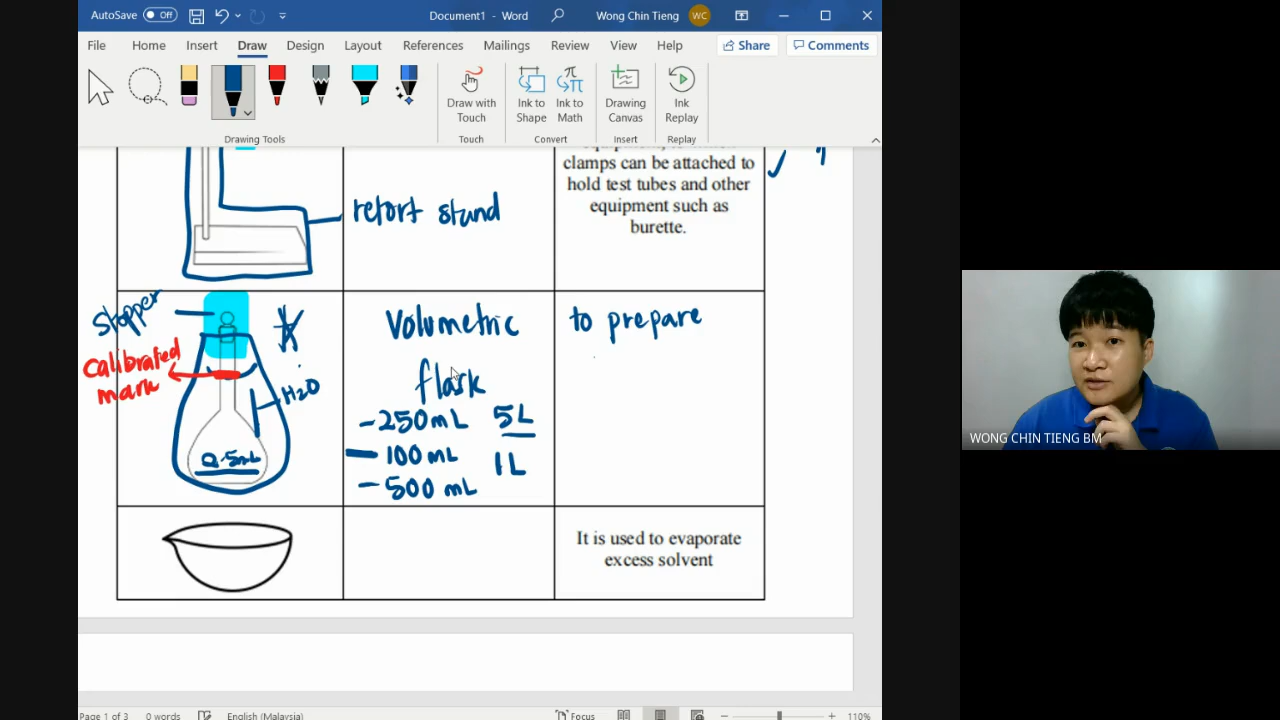 AutoSave Off
Document1 - Word
Wong Chin Tieng WC
File Home Insert Draw Design Layout References Mailings Review View Help Share Comments
Draw with Touch
Ink to Shape
Ink to Math
Drawing Canvas
Ink Replay
Drawing Tools Touch Convert Insert Replay
clamps can be attached to
hold test tubes and other
equipment such as
burette.
retort stand
stopper
calibrated
mark
H2O
Volumetric
flask
-250mL 5L
- 100 mL 1L
- 500 mL
to prepare
It is used to evaporate
excess solvent
WONG CHIN TIENG BM
Page 1 of 3 0 words English (Malaysia) Focus 110%